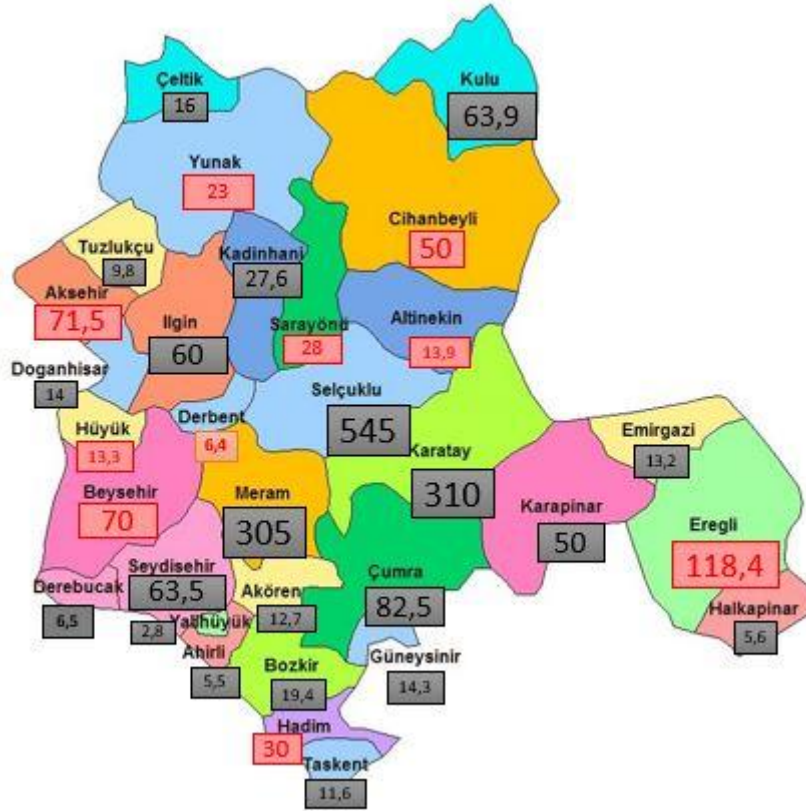 Çeltik
16
Kulu
63,9
Yunak
23
Cihanbeyli
50
Tuzlukçu
9,8
Kadinhani
27,6
Aksehir
71,5
Ilgin
60
Sarayönü
28
Altinekin
13,9
Doganhisar
14
Selçuklu
545
Derbent
6,4
Hüyük
13,3
Emirgazi
13,2
Karatay
310
Beysehir
70
Meram
305
Karapinar
50
Eregli
118,4
Seydisehir
63,5
Derebucak
6,5
Akören
12,7
Çumra
82,5
Halkapinar
5,6
Yalihüyük
2,8
Ahirli
5,5
Bozkir
19,4
Güneysinir
14,3
Hadim
30
Taskent
11,6